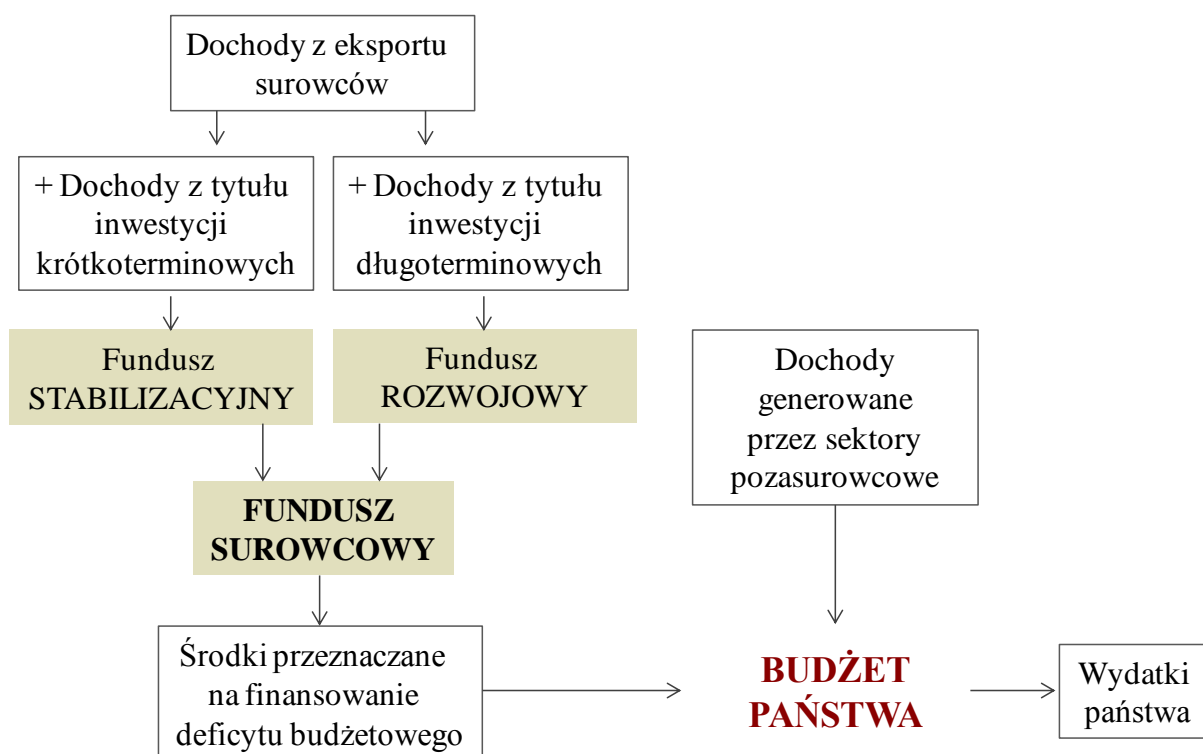 Dochody z eksportu
surowców
+ Dochody z tytułu
inwestycji
krótkoterminowych
+ Dochody z tytułu
inwestycji
długoterminowych
Fundusz
STABILIZACYJNY
Fundusz
ROZWOJOWY
Dochody
generowane
przez sektory
pozasurowcowe
FUNDUSZ
SUROWCOWY
Środki przeznaczane
na finansowanie
deficytu budżetowego
BUDŻET
PAŃSTWA
Wydatki
państwa